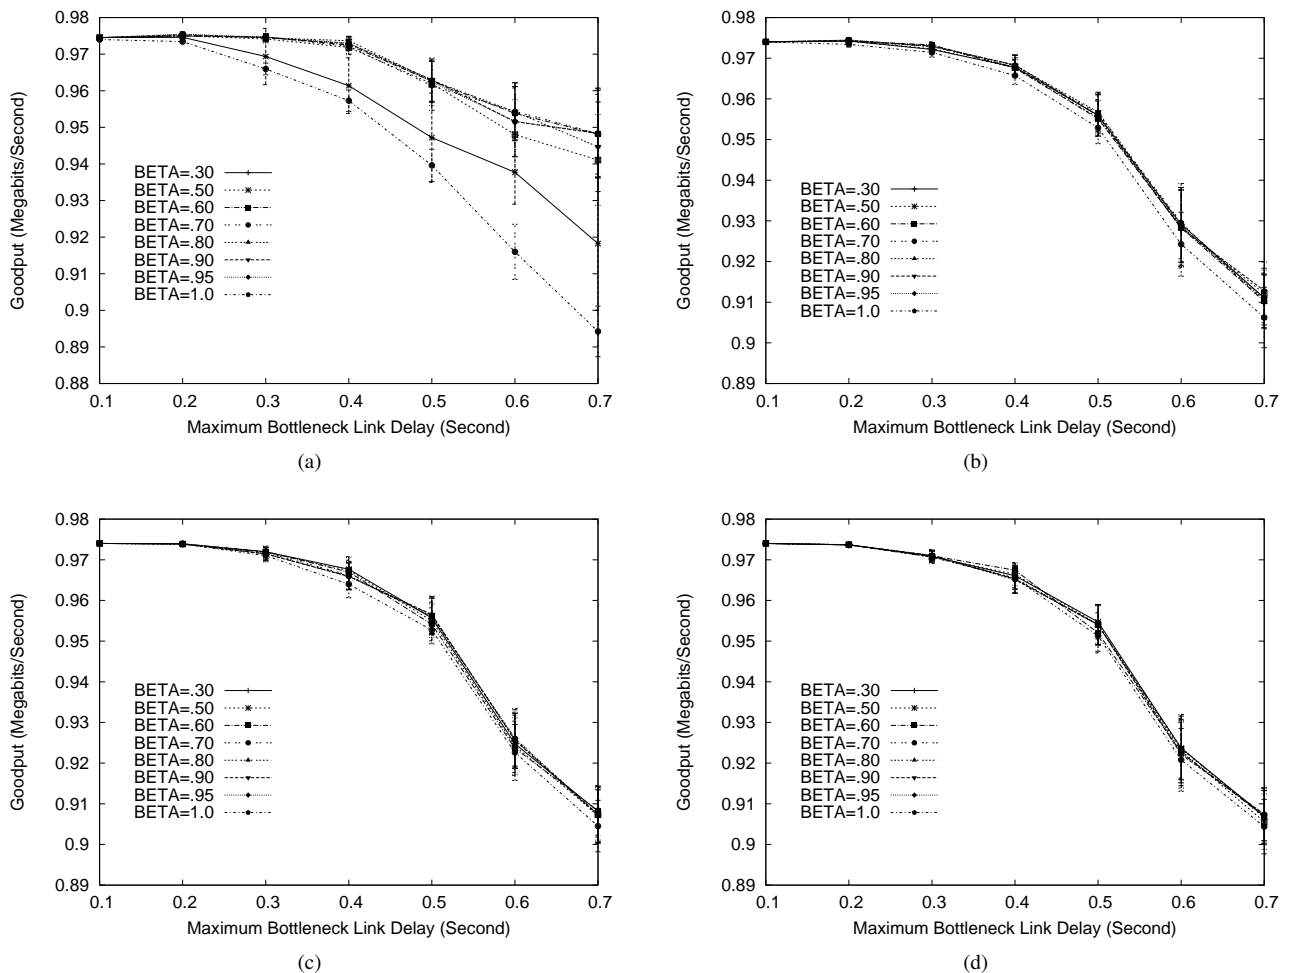 0.98
0.97
0.96
0.95
0.94
0.93
0.92
0.91
0.9
0.89
0.88
Goodput (Megabits/Second)
BETA=.30
BETA=.50
BETA=.60
BETA=.70
BETA=.80
BETA=.90
BETA=.95
BETA=1.0
0.1 0.2 0.3 0.4 0.5 0.6 0.7
Maximum Bottleneck Link Delay (Second)
(a)
0.98
0.97
0.96
0.95
0.94
0.93
0.92
0.91
0.9
0.89
Goodput (Megabits/Second)
BETA=.30
BETA=.50
BETA=.60
BETA=.70
BETA=.80
BETA=.90
BETA=.95
BETA=1.0
0.1 0.2 0.3 0.4 0.5 0.6 0.7
Maximum Bottleneck Link Delay (Second)
(b)
0.98
0.97
0.96
0.95
0.94
0.93
0.92
0.91
0.9
0.89
Goodput (Megabits/Second)
BETA=.30
BETA=.50
BETA=.60
BETA=.70
BETA=.80
BETA=.90
BETA=.95
BETA=1.0
0.1 0.2 0.3 0.4 0.5 0.6 0.7
Maximum Bottleneck Link Delay (Second)
(c)
0.98
0.97
0.96
0.95
0.94
0.93
0.92
0.91
0.9
0.89
Goodput (Megabits/Second)
BETA=.30
BETA=.50
BETA=.60
BETA=.70
BETA=.80
BETA=.90
BETA=.95
BETA=1.0
0.1 0.2 0.3 0.4 0.5 0.6 0.7
Maximum Bottleneck Link Delay (Second)
(d)